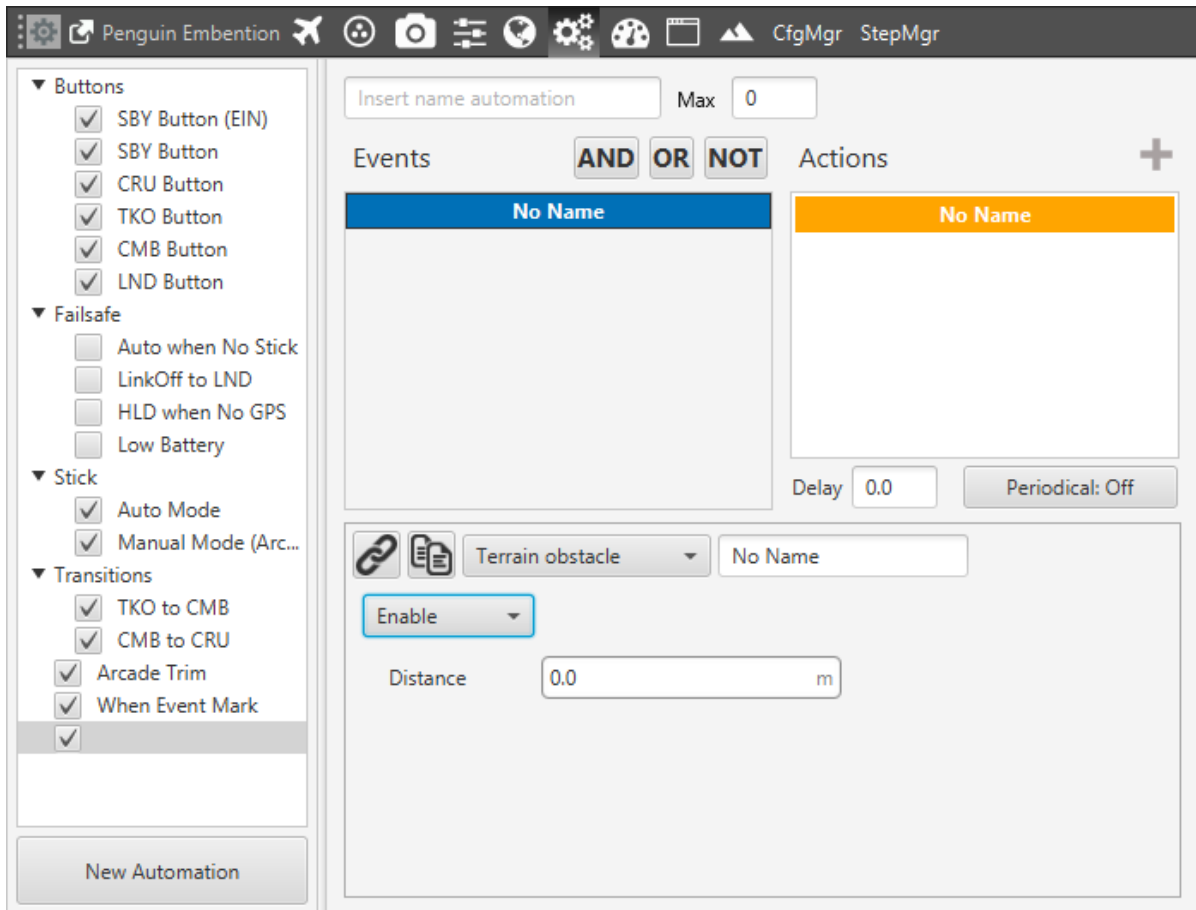 Penguin Embention CfgMgr StepMgr
Buttons
SBY Button (EIN)
SBY Button
CRU Button
TKO Button
CMB Button
LND Button
Failsafe
Auto when No Stick
LinkOff to LND
HLD when No GPS
Low Battery
Stick
Auto Mode
Manual Mode (Arc...
Transitions
TKO to CMB
CMB to CRU
Arcade Trim
When Event Mark
New Automation
Insert name automation Max 0
Events AND OR NOT Actions
No Name
No Name
Delay 0.0 Periodical: Off
Terrain obstacle No Name
Enable
Distance 0.0 m